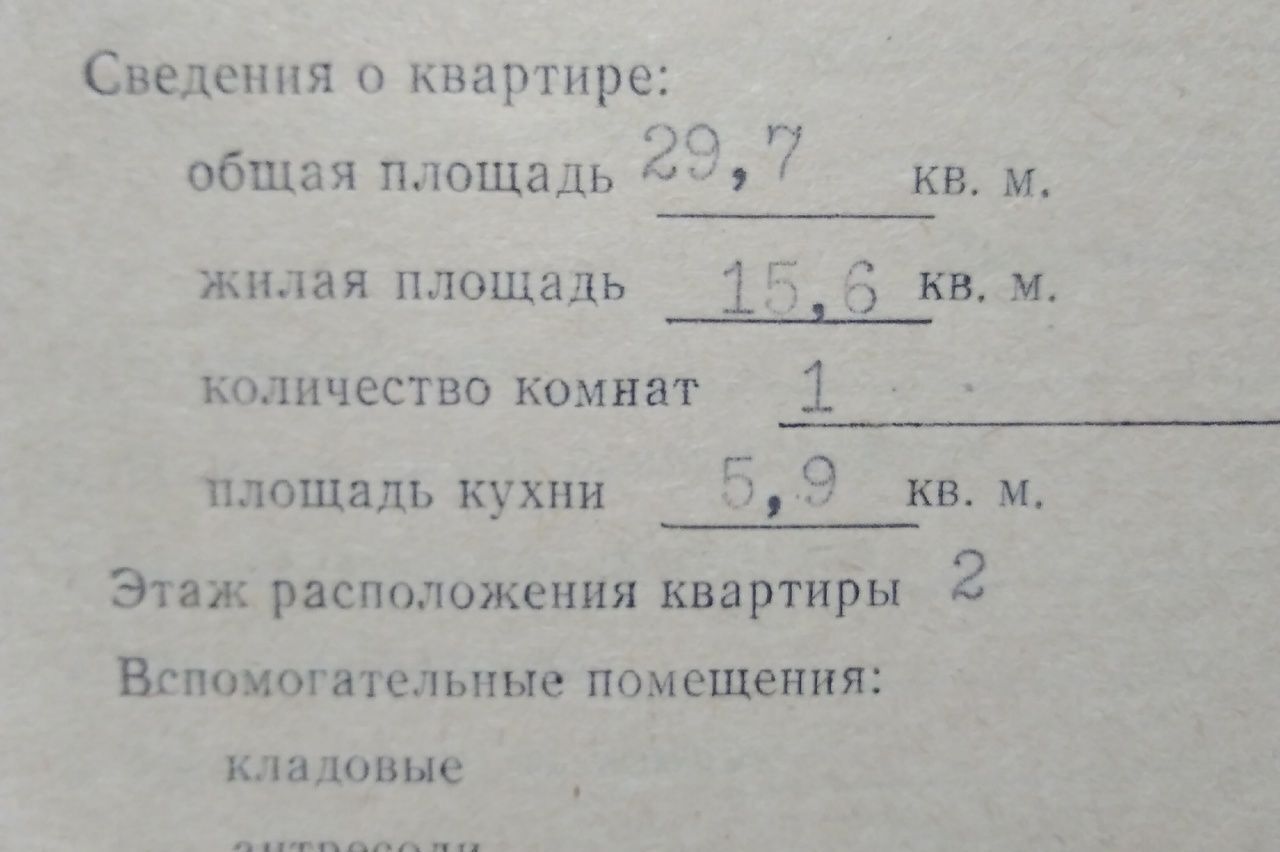 Сведения о квартире:
общая площадь 29,7 кв. м.
жилая площадь 15,6 кв. м.
количество комнат 1
площадь кухни 5,9 кв. м.
Этаж расположения квартиры 2
Вспомогательные помещения:
кладовые
антресоли